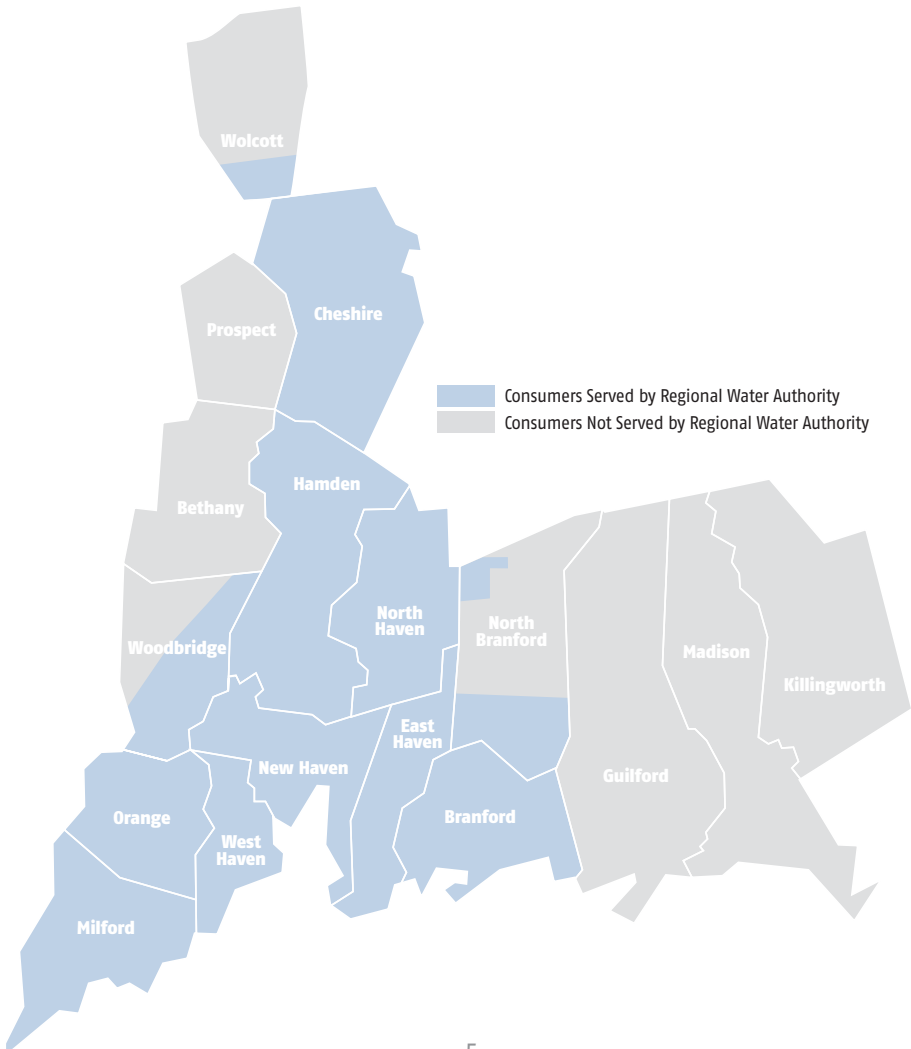 Wolcott
Cheshire
Prospect
Consumers Served by Regional Water Authority
Consumers Not Served by Regional Water Authority
Hamden
Bethany
North
Haven
North
Branford
Woodbridge
Madison
Killingworth
East
Haven
New Haven
Guilford
Orange
Branford
West
Haven
Milford